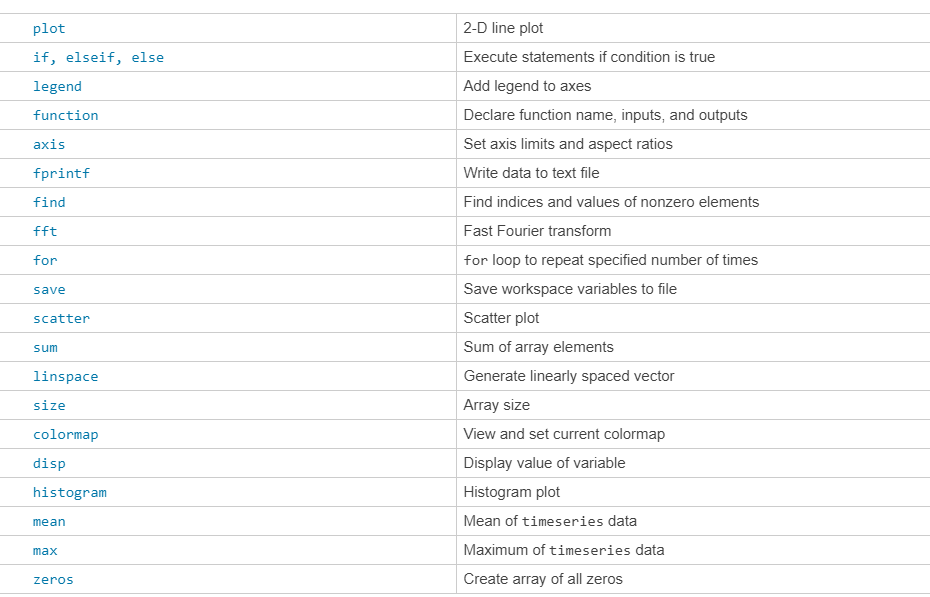 plot 2-D line plot
if, elseif, else Execute statements if condition is true
legend Add legend to axes
function Declare function name, inputs, and outputs
axis Set axis limits and aspect ratios
fprintf Write data to text file
find Find indices and values of nonzero elements
fft Fast Fourier transform
for for loop to repeat specified number of times
save Save workspace variables to file
scatter Scatter plot
sum Sum of array elements
linspace Generate linearly spaced vector
size Array size
colormap View and set current colormap
disp Display value of variable
histogram Histogram plot
mean Mean of timeseries data
max Maximum of timeseries data
zeros Create array of all zeros